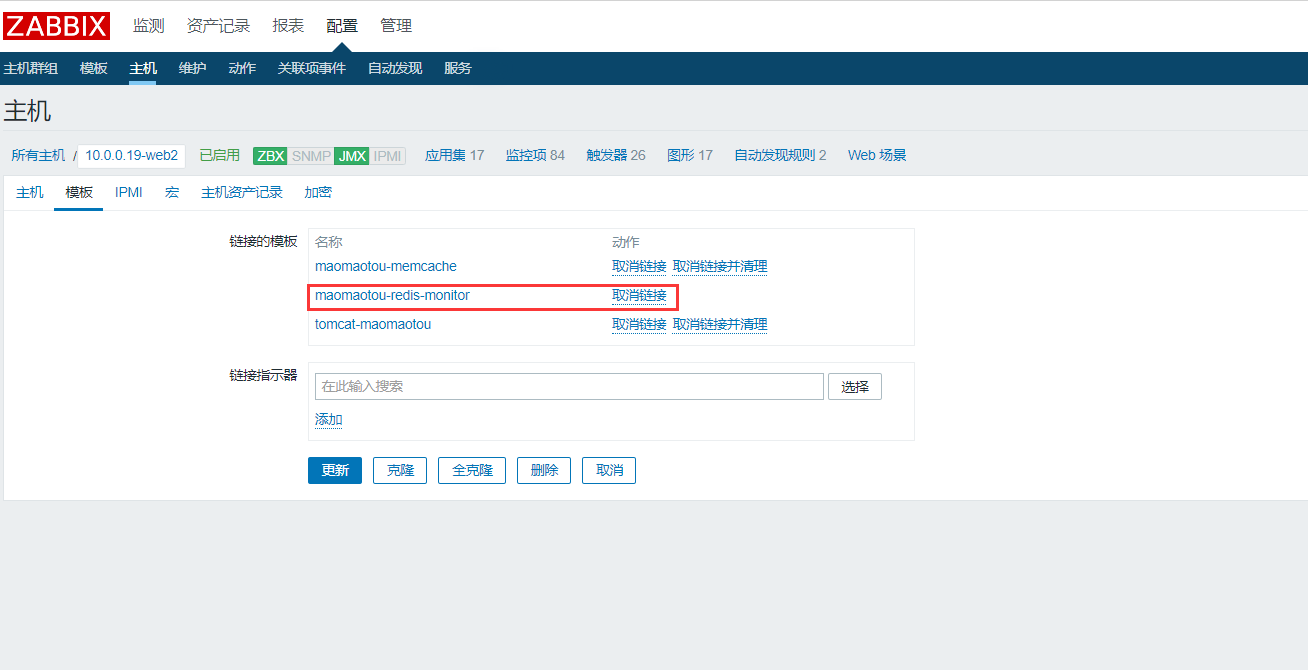 ZABBIX 监测 资产记录 报表 配置 管理
主机群组 模板 主机 维护 动作 关联项事件 自动发现 服务
主机
所有主机 / 10.0.0.19-web2 已启用 ZBX SNMP JMX IPMI 应用集 17 监控项 84 触发器 26 图形 17 自动发现规则 2 Web 场景
主机 模板 IPMI 宏 主机资产记录 加密
链接的模板 名称 动作
maomaotou-memcache 取消链接 取消链接并清理
maomaotou-redis-monitor 取消链接
tomcat-maomaotou 取消链接 取消链接并清理
链接指示器
在此输入搜索 选择
添加
更新 克隆 全克隆 删除 取消